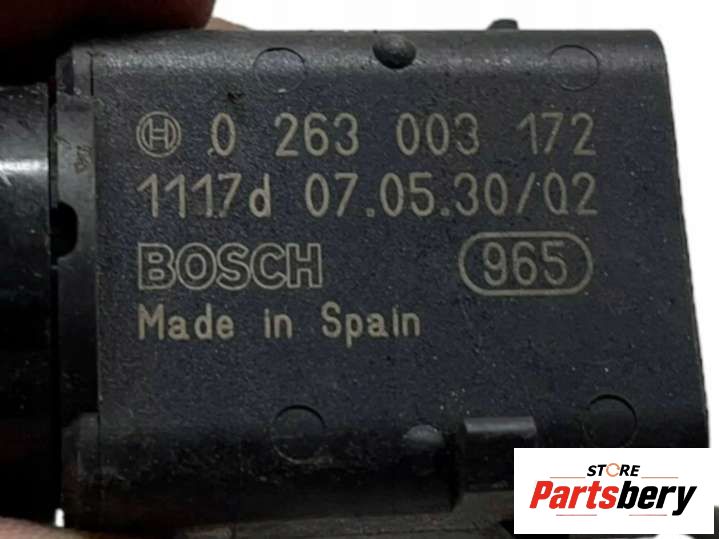 0 263 003 172
1117d 07.05.30/02
BOSCH 965
Made in Spain
STORE
Partsbery